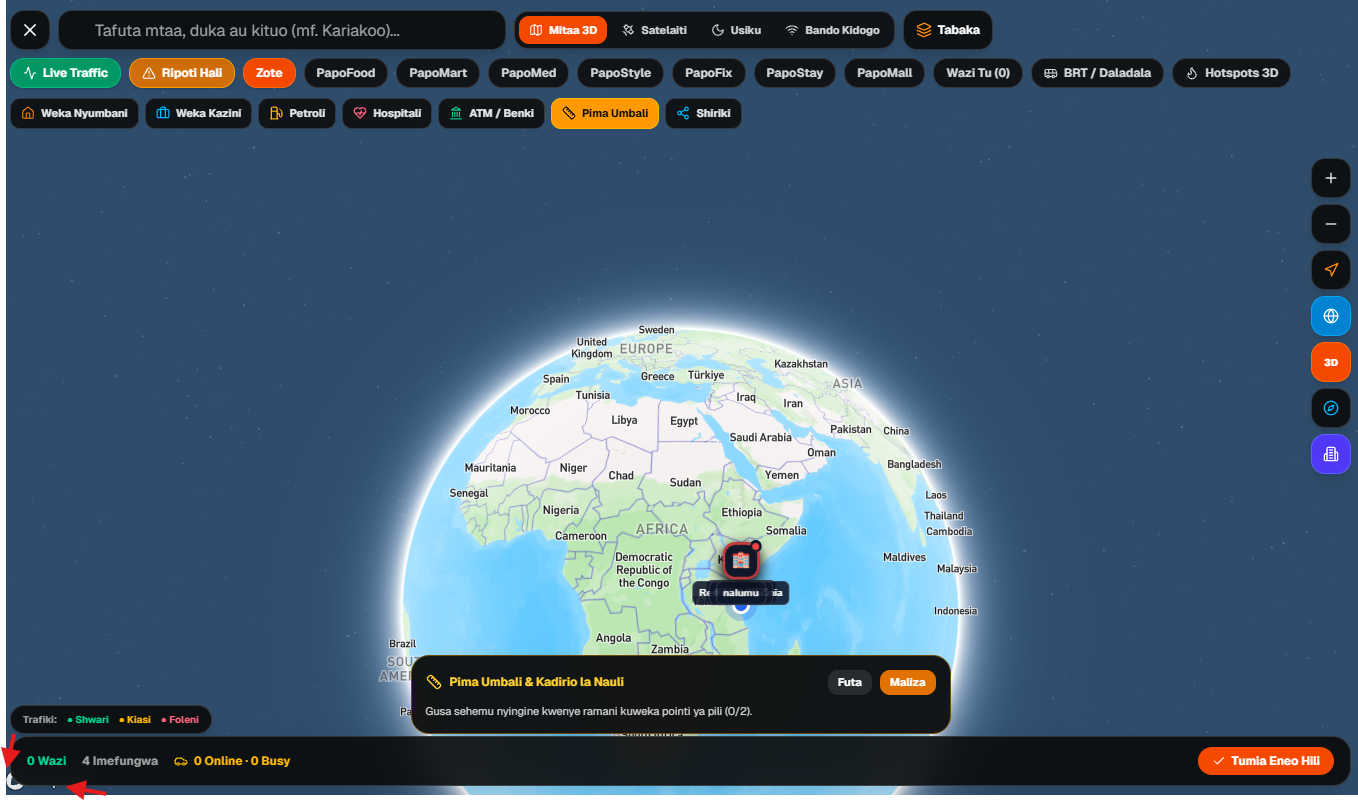 Tafuta mtaa, duka au kituo (mf. Kariakoo)...
Mitaa 3D
Satelaiti
Usiku
Bando Kidogo
Tabaka
Live Traffic
Ripoti Hali
Zote
PapoFood
PapoMart
PapoMed
PapoStyle
PapoFix
PapoStay
PapoMall
Wazi Tu (0)
BRT / Daladala
Hotspots 3D
Weka Nyumbani
Weka Kazini
Petroli
Hospitali
ATM / Benki
Pima Umbali
Shiriki
3D
Sweden
United Kingdom
EUROPE
Kazakhstan
Spain
Greece
Türkiye
ASIA
Tunisia
Morocco
Iraq
Iran
Libya
Egypt
Pakistan
China
Saudi Arabia
Oman
Mauritania
Niger
Chad
Sudan
Yemen
Bangladesh
Senegal
Laos
Nigeria
Ethiopia
Thailand
AFRICA
Cameroon
Somalia
Cambodia
Democratic Republic of the Congo
Maldives
Malaysia
nalumu
Indonesia
Angola
Brazil
Zambia
Pima Umbali & Kadirio la Nauli
Futa
Maliza
Gusa sehemu nyingine kwenye ramani kuweka pointi ya pili (0/2).
Trafiki:
Shwari
Kiasi
Foleni
0 Wazi
4 Imefungwa
0 Online · 0 Busy
Tumia Eneo Hili